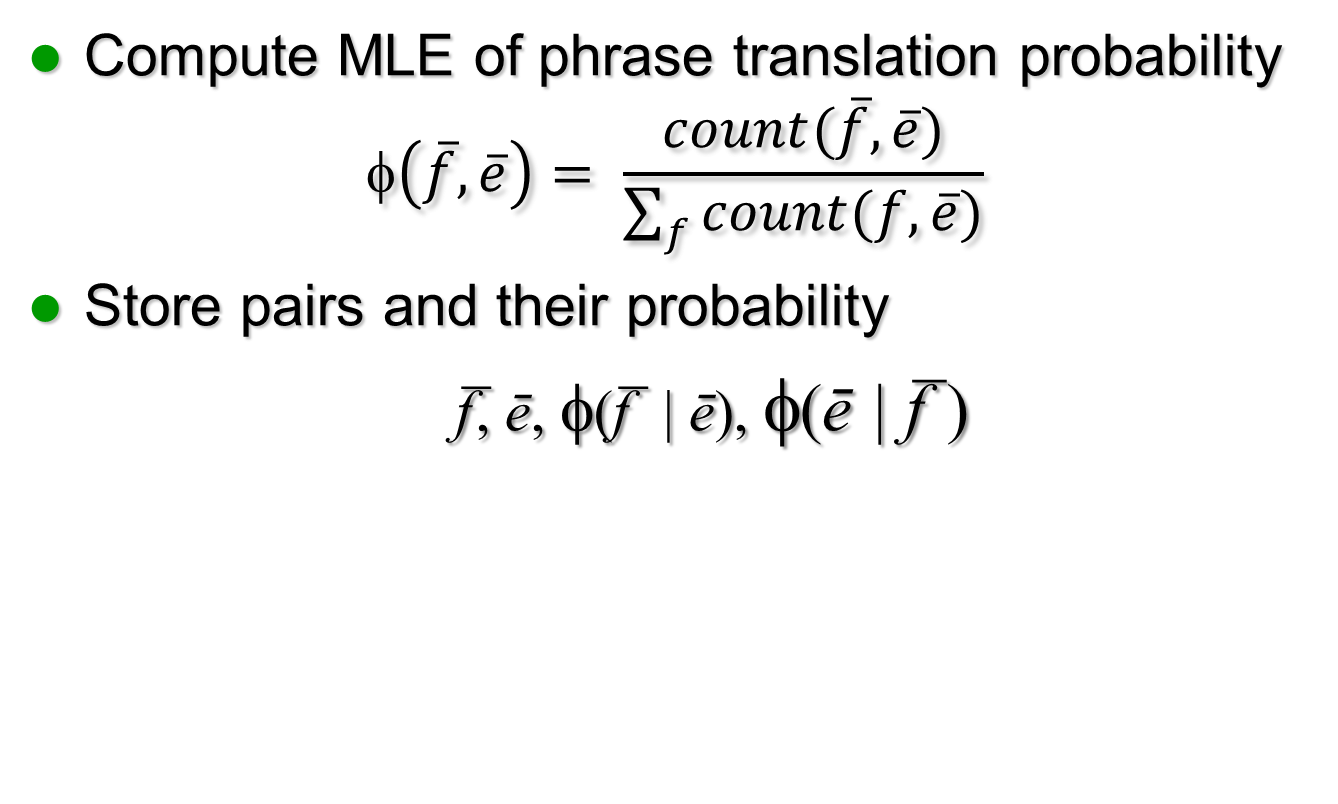 ● Compute MLE of phrase translation probability
ϕ(f̄, ē) = count(f̄, ē) / ∑_f count(f, ē)
● Store pairs and their probability
f̄, ē, ϕ(f̄ | ē), ϕ(ē | f̄ )